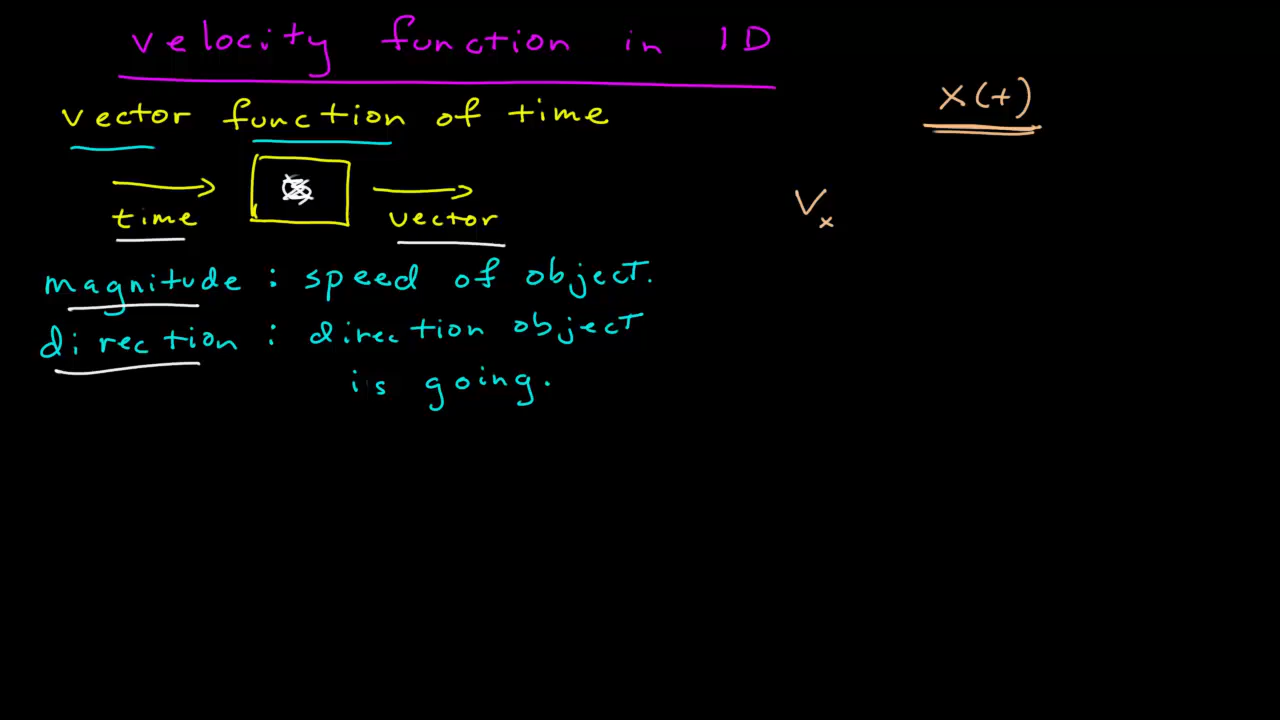 velocity function in 1D
vector function of time
time
vector
magnitude : speed of object.
direction : direction object
is going.
x(t)
Vx